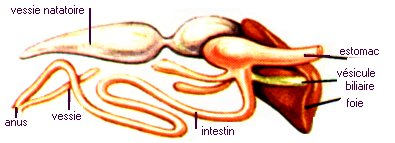 vessie natatoire
estomac
vésicule
biliaire
foie
intestin
vessie
anus